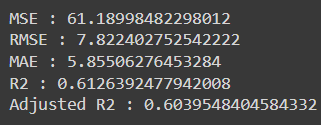 MSE : 61.18998482298012
RMSE : 7.822402752542222
MAE : 5.85506276453284
R2 : 0.6126392477942008
Adjusted R2 : 0.6039548404584332